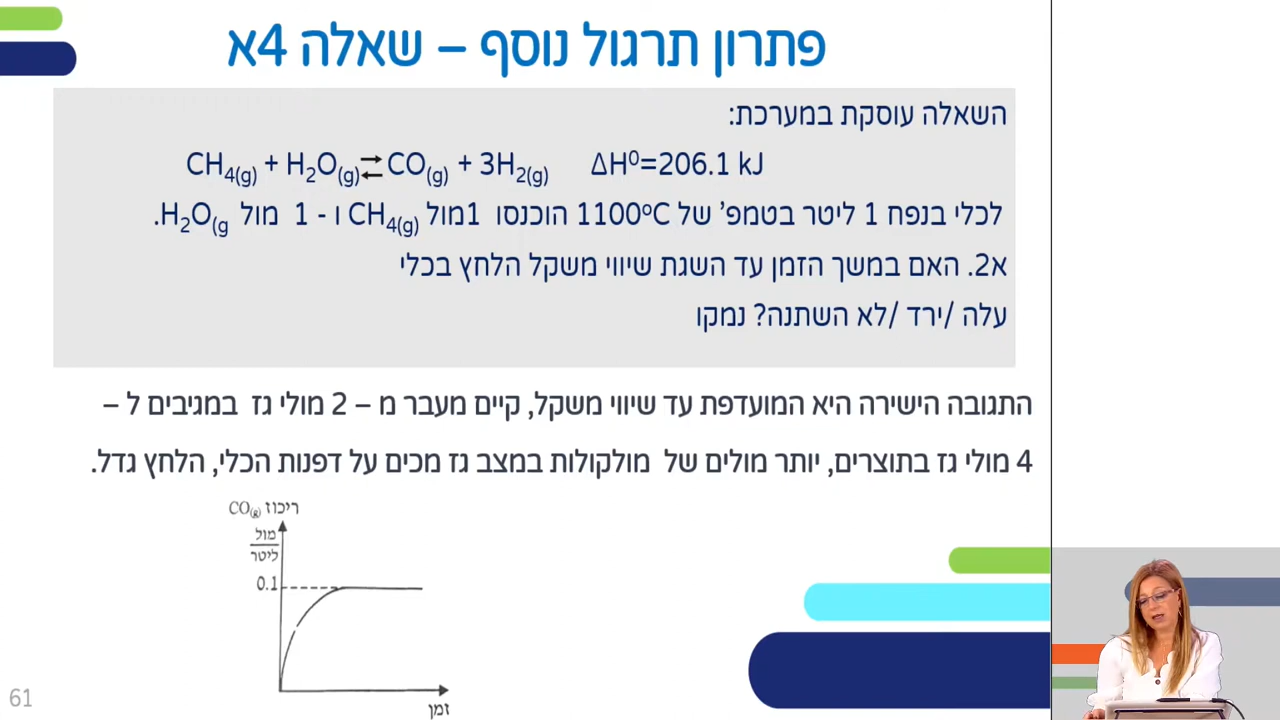 פתרון תרגול נוסף – שאלה 4א
השאלה עוסקת במערכת:
CH4(g) + H2O(g)⇄CO(g) + 3H2(g) ΔH⁰=206.1 kJ
לכלי בנפח 1 ליטר בטמפ' של 1100ºC הוכנסו 1מול CH4(g) ו - 1 מול H2O(g.
א2. האם במשך הזמן עד השגת שיווי משקל הלחץ בכלי
עלה /ירד /לא השתנה? נמקו
התגובה הישירה היא המועדפת עד שיווי משקל, קיים מעבר מ – 2 מולי גז במגיבים ל –
4 מולי גז בתוצרים, יותר מולים של מולקולות במצב גז מכים על דפנות הכלי, הלחץ גדל.
ריכוז CO(g)
מול
ליטר
0.1
זמן
61